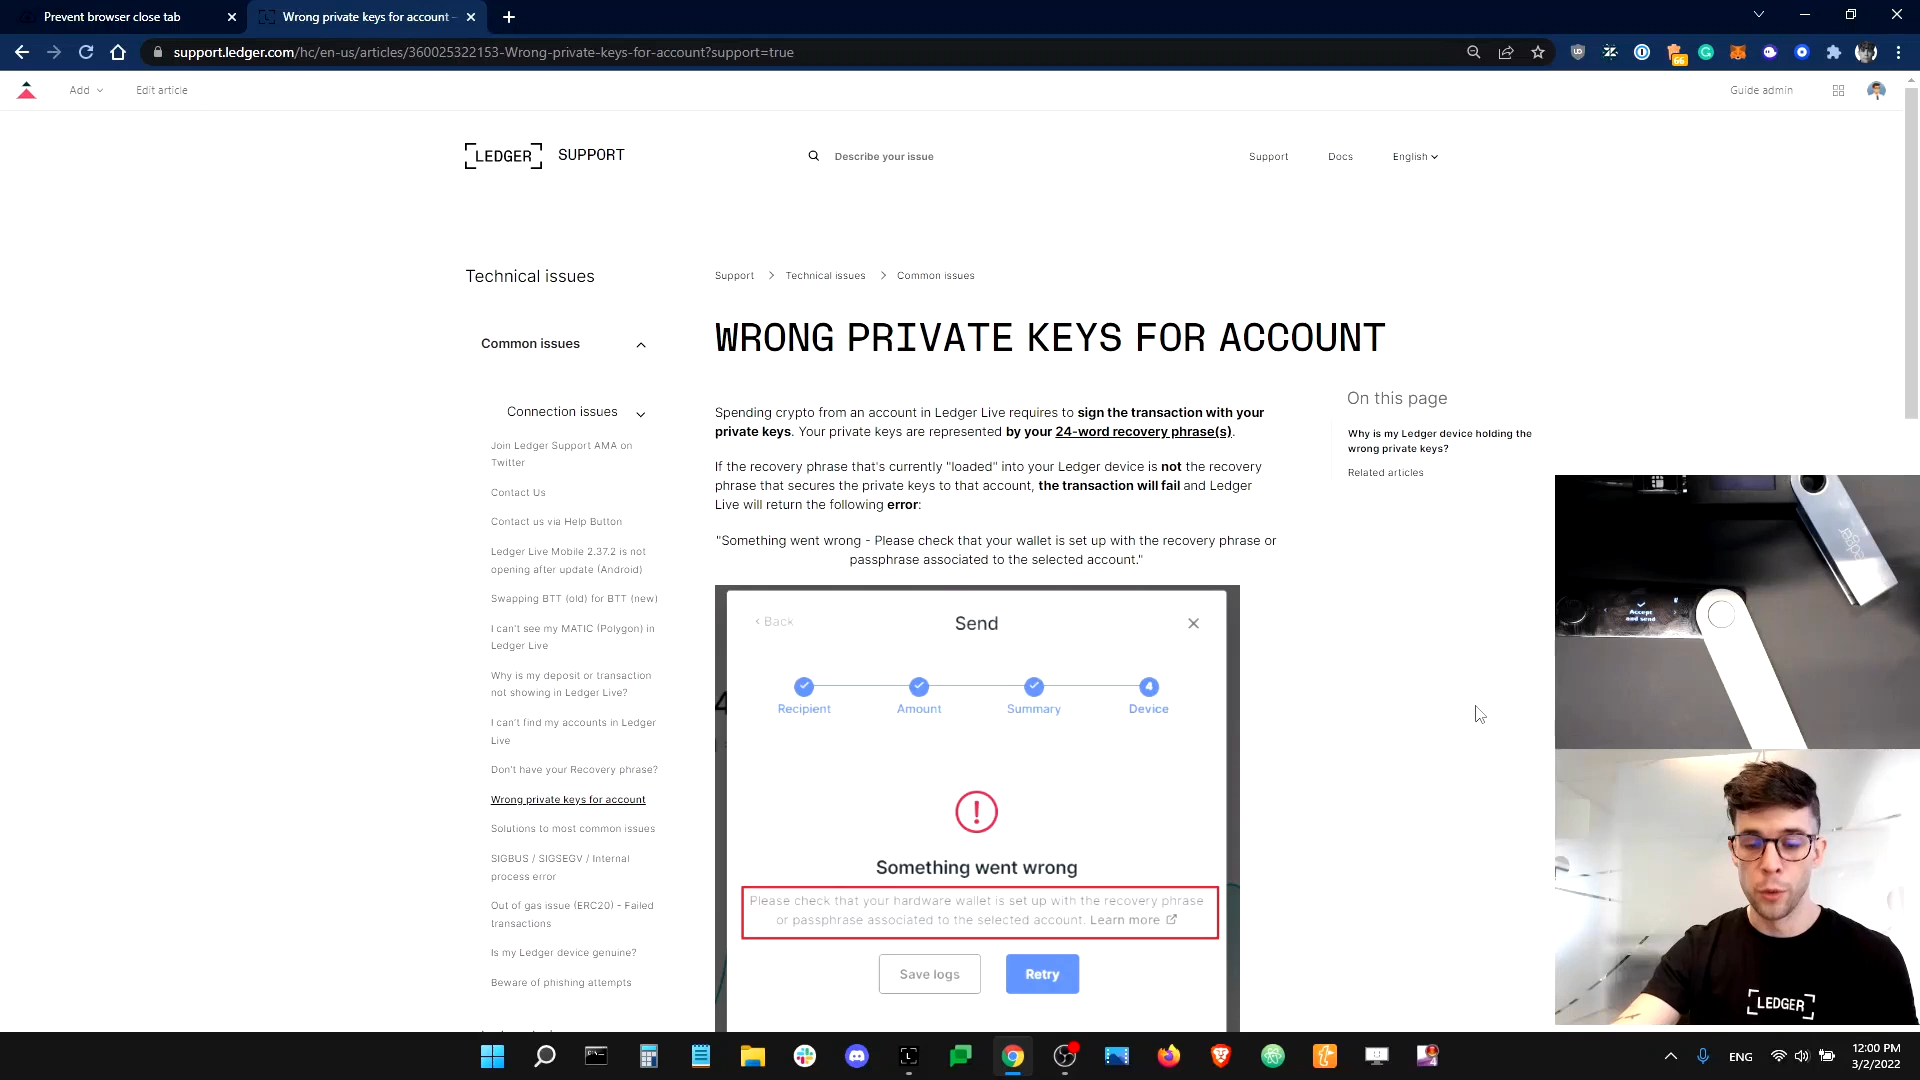 Prevent browser close tab
Wrong private keys for account -
support.ledger.com/hc/en-us/articles/360025322153-Wrong-private-keys-for-account?support=true
66
Add
Edit article
Guide admin
LEDGER SUPPORT
Describe your issue
Support
Docs
English
Technical issues
Common issues
Connection issues
Join Ledger Support AMA on
Twitter
Contact Us
Contact us via Help Button
Ledger Live Mobile 2.37.2 is not
opening after update (Android)
Swapping BTT (old) for BTT (new)
I can't see my MATIC (Polygon) in
Ledger Live
Why is my deposit or transaction
not showing in Ledger Live?
I can't find my accounts in Ledger
Live
Don't have your Recovery phrase?
Wrong private keys for account
Solutions to most common issues
SIGBUS / SIGSEGV / Internal
process error
Out of gas issue (ERC20) - Failed
transactions
Is my Ledger device genuine?
Beware of phishing attempts
Support > Technical issues > Common issues
WRONG PRIVATE KEYS FOR ACCOUNT
Spending crypto from an account in Ledger Live requires to sign the transaction with your
private keys. Your private keys are represented by your 24-word recovery phrase(s).
If the recovery phrase that's currently "loaded" into your Ledger device is not the recovery
phrase that secures the private keys to that account, the transaction will fail and Ledger
Live will return the following error:
"Something went wrong - Please check that your wallet is set up with the recovery phrase or
passphrase associated to the selected account."
Back
Send
Recipient
Amount
Summary
4
Device
!
Something went wrong
Please check that your hardware wallet is set up with the recovery phrase
or passphrase associated to the selected account. Learn more
Save logs
Retry
On this page
Why is my Ledger device holding the
wrong private keys?
Related articles
Accept
and send
Ledger
LEDGER
ENG
12:00 PM
3/2/2022